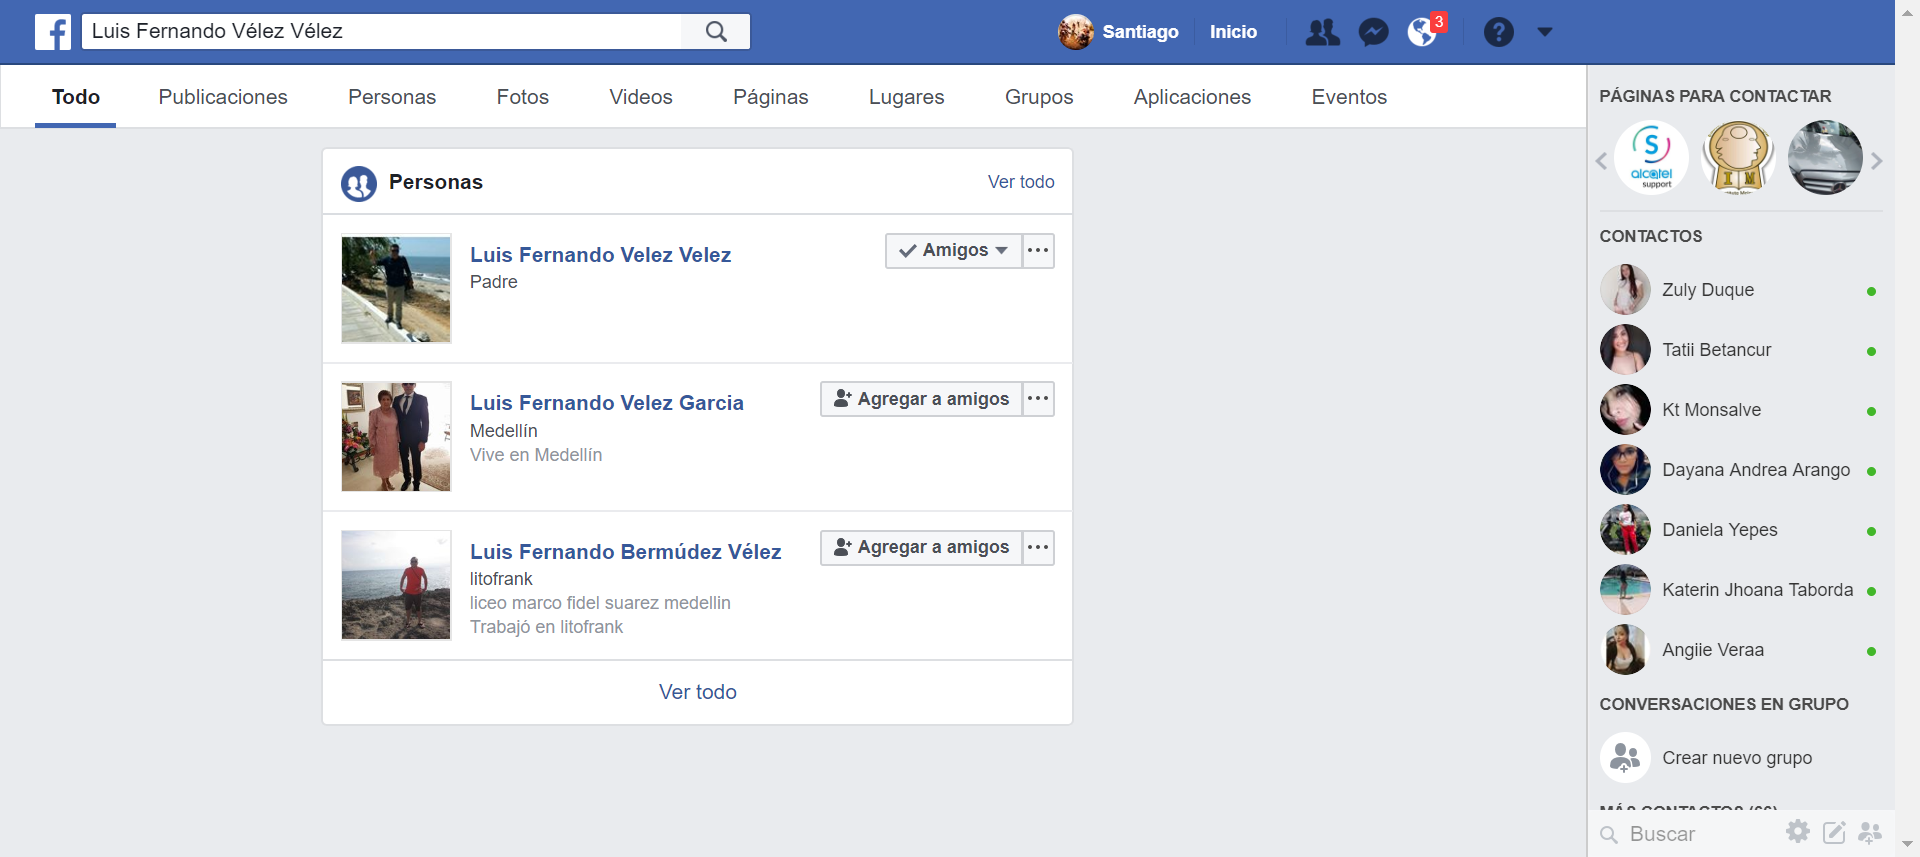 Luis Fernando Vélez Vélez
Santiago
Inicio
3
?
Todo
Publicaciones
Personas
Fotos
Videos
Páginas
Lugares
Grupos
Aplicaciones
Eventos
Personas
Ver todo
Luis Fernando Velez Velez
Padre
Amigos
Luis Fernando Velez Garcia
Medellín
Vive en Medellín
Agregar a amigos
Luis Fernando Bermúdez Vélez
litofrank
liceo marco fidel suarez medellin
Trabajó en litofrank
Agregar a amigos
Ver todo
PÁGINAS PARA CONTACTAR
S
alcatel
support
I M
CONTACTOS
Zuly Duque
Tatii Betancur
Kt Monsalve
Dayana Andrea Arango
Daniela Yepes
Katerin Jhoana Taborda
Angiie Veraa
CONVERSACIONES EN GRUPO
Crear nuevo grupo
MÁS CONTACTOS (66)
Buscar